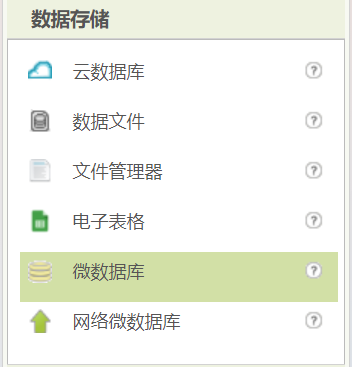 数据存储
云数据库
数据文件
文件管理器
电子表格
微数据库
网络微数据库